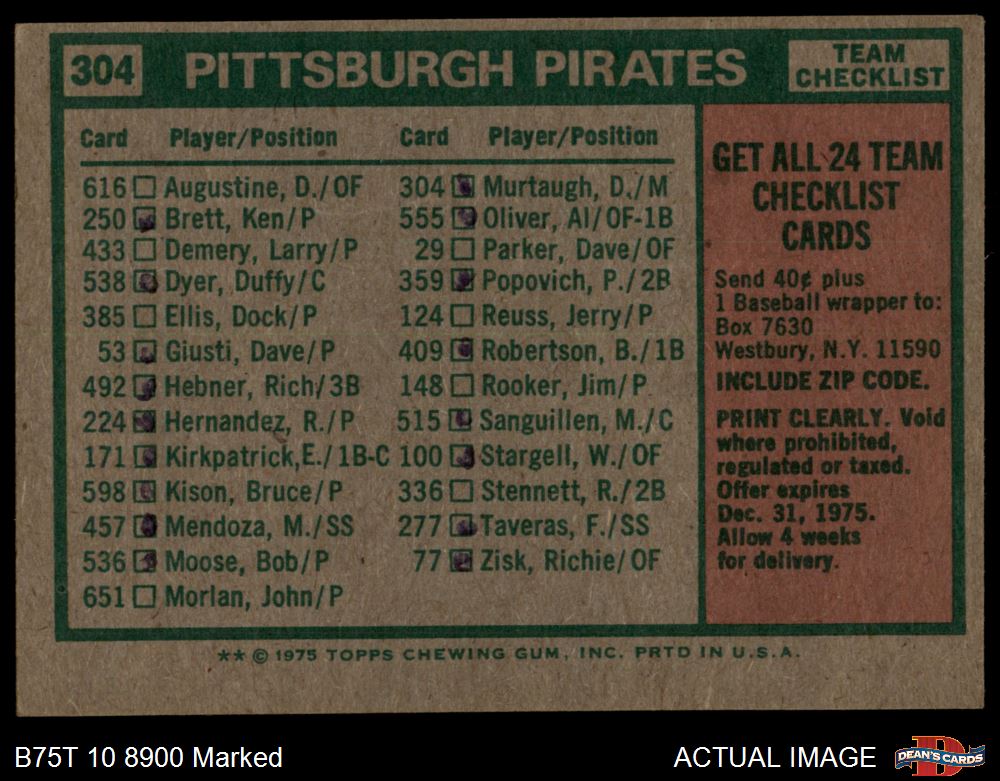 304 PITTSBURGH PIRATES TEAM CHECKLIST
Card Player/Position
616 Augustine, D./OF
250 Brett, Ken/P
433 Demery, Larry/P
538 Dyer, Duffy/C
385 Ellis, Dock/P
53 Giusti, Dave/P
492 Hebner, Rich/3B
224 Hernandez, R./P
171 Kirkpatrick,E./1B-C
598 Kison, Bruce/P
457 Mendoza, M./SS
536 Moose, Bob/P
651 Morlan, John/P
Card Player/Position
304 Murtaugh, D./M
555 Oliver, Al/OF-1B
29 Parker, Dave/OF
359 Popovich, P./2B
124 Reuss, Jerry/P
409 Robertson, B./1B
148 Rooker, Jim/P
515 Sanguillen, M./C
100 Stargell, W./OF
336 Stennett, R./2B
277 Taveras, F./SS
77 Zisk, Richie/OF
GET ALL 24 TEAM
CHECKLIST
CARDS
Send 40¢ plus
1 Baseball wrapper to:
Box 7630
Westbury, N.Y. 11590
INCLUDE ZIP CODE.
PRINT CLEARLY. Void
where prohibited,
regulated or taxed.
Offer expires
Dec. 31, 1975.
Allow 4 weeks
for delivery.
** © 1975 TOPPS CHEWING GUM, INC. PRTD IN U.S.A.
B75T 10 8900 Marked
ACTUAL IMAGE
D
DEAN'S CARDS